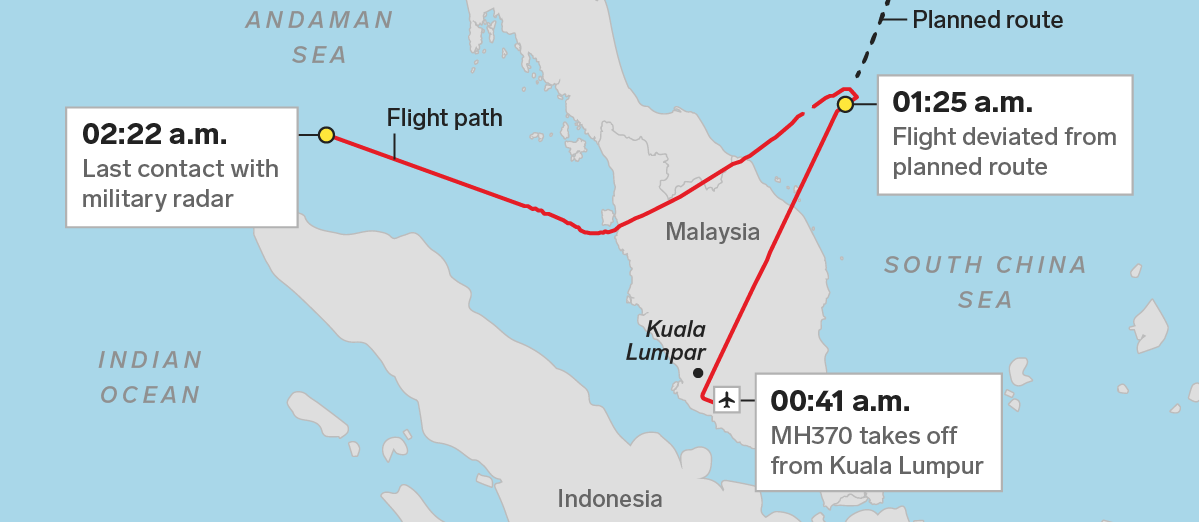 ANDAMAN
SEA
Planned route
01:25 a.m.
Flight deviated from
planned route
Flight path
02:22 a.m.
Last contact with
military radar
Malaysia
SOUTH CHINA
SEA
Kuala
Lumpar
INDIAN
OCEAN
00:41 a.m.
MH370 takes off
from Kuala Lumpur
Indonesia